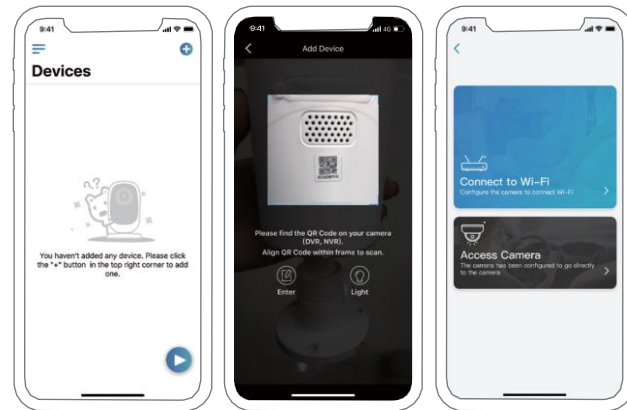 9:41
Devices
??
You haven't added any device. Please click
the "+" button in the top right corner to add
one.
9:41
4G
Add Device
Please find the QR Code on your camera
(DVR, NVR).
Align QR Code within frame to scan.
Enter
Light
9:41
Connect to Wi-Fi
Configure the camera to connect Wi-Fi
Access Camera
The camera has been configured to go directly
to the camera.